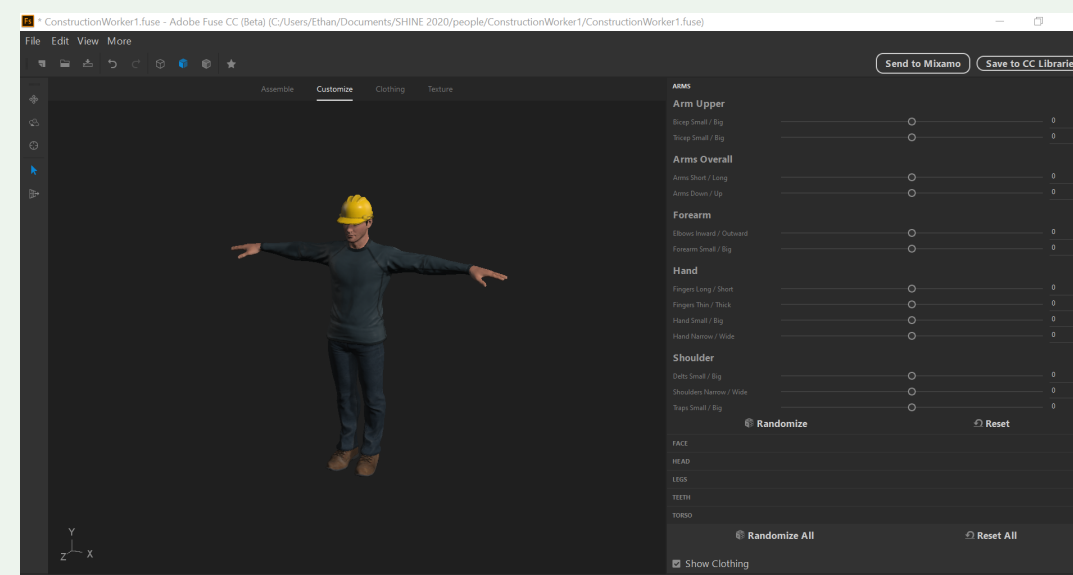 Fs * ConstructionWorker1.fuse - Adobe Fuse CC (Beta) (C:/Users/Ethan/Documents/SHINE 2020/people/ConstructionWorker1/ConstructionWorker1.fuse)
File Edit View More
Send to Mixamo Save to CC Librarie
Assemble Customize Clothing Texture
ARMS
Arm Upper
Bicep Small / Big 0
Tricep Small / Big 0
Arms Overall
Arms Short / Long 0
Arms Down / Up 0
Forearm
Elbows Inward / Outward 0
Forearm Small / Big 0
Hand
Fingers Long / Short 0
Fingers Thin / Thick 0
Hand Small / Big 0
Hand Narrow / Wide 0
Shoulder
Delts Small / Big 0
Shoulders Narrow / Wide 0
Traps Small / Big 0
Randomize Reset
FACE
HEAD
LEGS
TEETH
TORSO
Randomize All Reset All
Show Clothing
Y
Z X